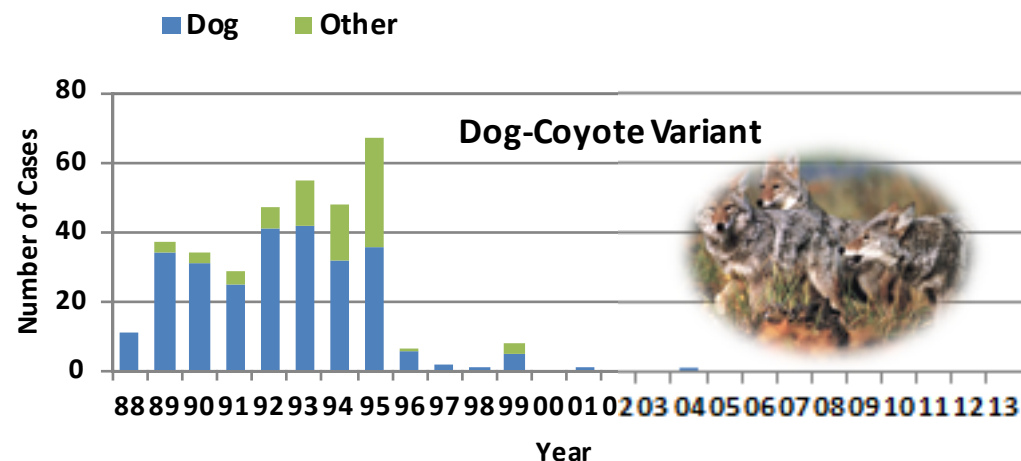 Dog Other
Dog-Coyote Variant
Number of Cases
80
60
40
20
0
88 89 90 91 92 93 94 95 96 97 98 99 00 01 02 03 04 05 06 07 08 09 10 11 12 13
Year